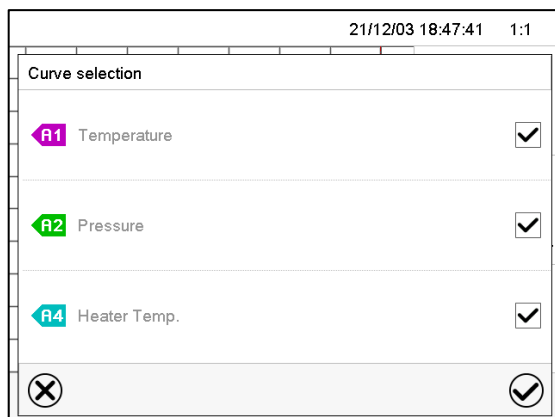 21/12/03 18:47:41 1:1
Curve selection
A1 Temperature
A2 Pressure
A4 Heater Temp.